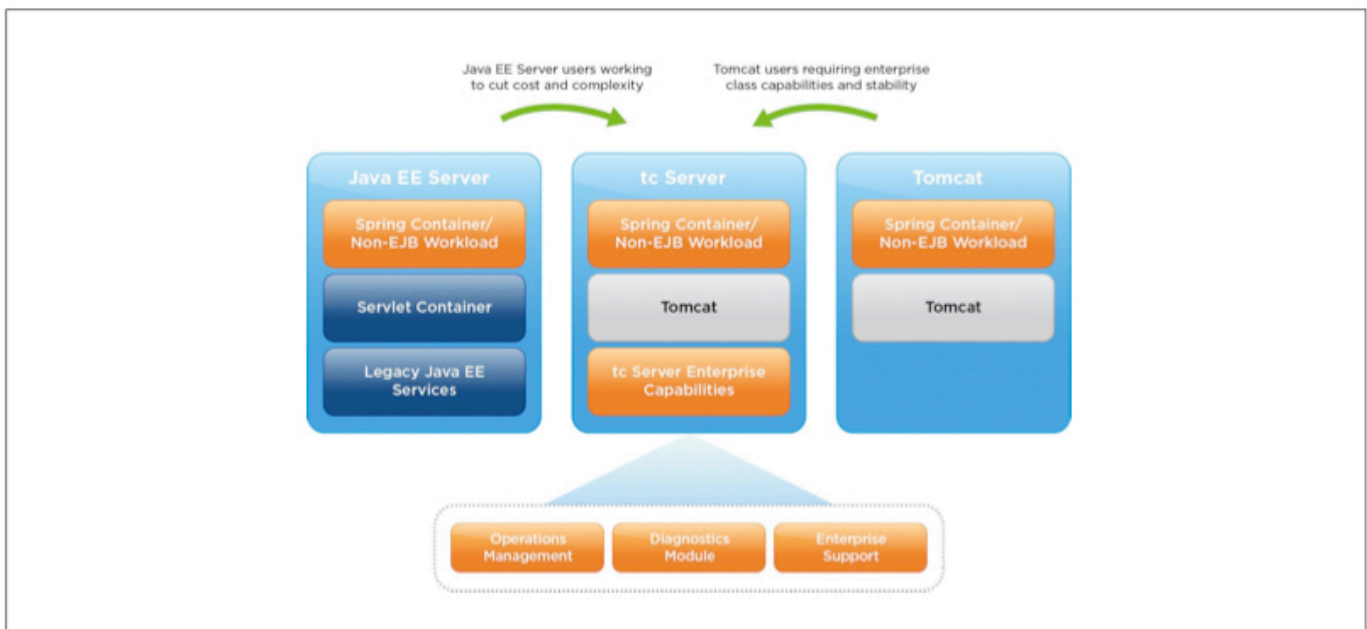 Java EE Server users working
to cut cost and complexity
Tomcat users requiring enterprise
class capabilities and stability
Java EE Server
Spring Container/
Non-EJB Workload
Servlet Container
Legacy Java EE
Services
tc Server
Spring Container/
Non-EJB Workload
Tomcat
tc Server Enterprise
Capabilities
Tomcat
Spring Container/
Non-EJB Workload
Tomcat
Operations
Management
Diagnostics
Module
Enterprise
Support